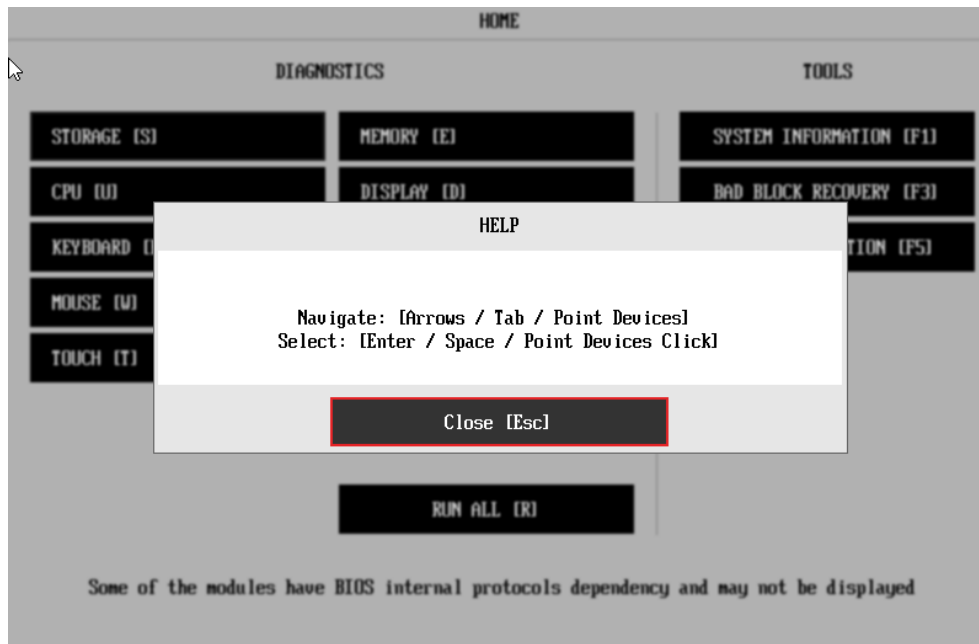 HOME
DIAGNOSTICS
TOOLS
STORAGE [S]
MEMORY [E]
SYSTEM INFORMATION [F1]
CPU [U]
DISPLAY [D]
BAD BLOCK RECOVERY [F3]
KEYBOARD
HELP
[F5]
MOUSE [W]
Navigate: [Arrows / Tab / Point Devices]
Select: [Enter / Space / Point Devices Click]
TOUCH [T]
Close [Esc]
RUN ALL [R]
Some of the modules have BIOS internal protocols dependency and may not be displayed